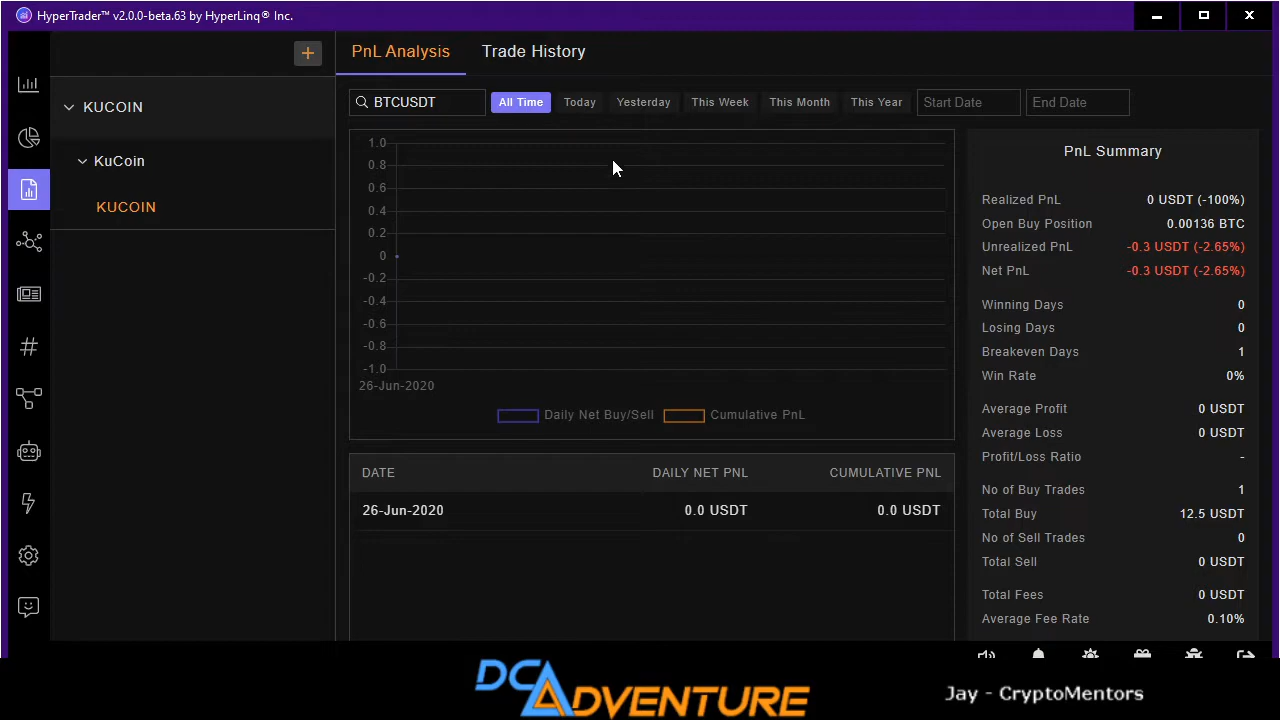 HyperTrader™ v2.0.0-beta.63 by HyperLinq® Inc.
PnL Analysis Trade History
KUCOIN
KuCoin
KUCOIN
BTCUSDT All Time Today Yesterday This Week This Month This Year Start Date End Date
1.0
0.8
0.6
0.4
0.2
0
-0.2
-0.4
-0.6
-0.8
-1.0
26-Jun-2020
Daily Net Buy/Sell Cumulative PnL
DATE DAILY NET PNL CUMULATIVE PNL
26-Jun-2020 0.0 USDT 0.0 USDT
PnL Summary
Realized PnL 0 USDT (-100%)
Open Buy Position 0.00136 BTC
Unrealized PnL -0.3 USDT (-2.65%)
Net PnL -0.3 USDT (-2.65%)
Winning Days 0
Losing Days 0
Breakeven Days 1
Win Rate 0%
Average Profit 0 USDT
Average Loss 0 USDT
Profit/Loss Ratio -
No of Buy Trades 1
Total Buy 12.5 USDT
No of Sell Trades 0
Total Sell 0 USDT
Total Fees 0 USDT
Average Fee Rate 0.10%
DCADVENTURE
Jay - CryptoMentors